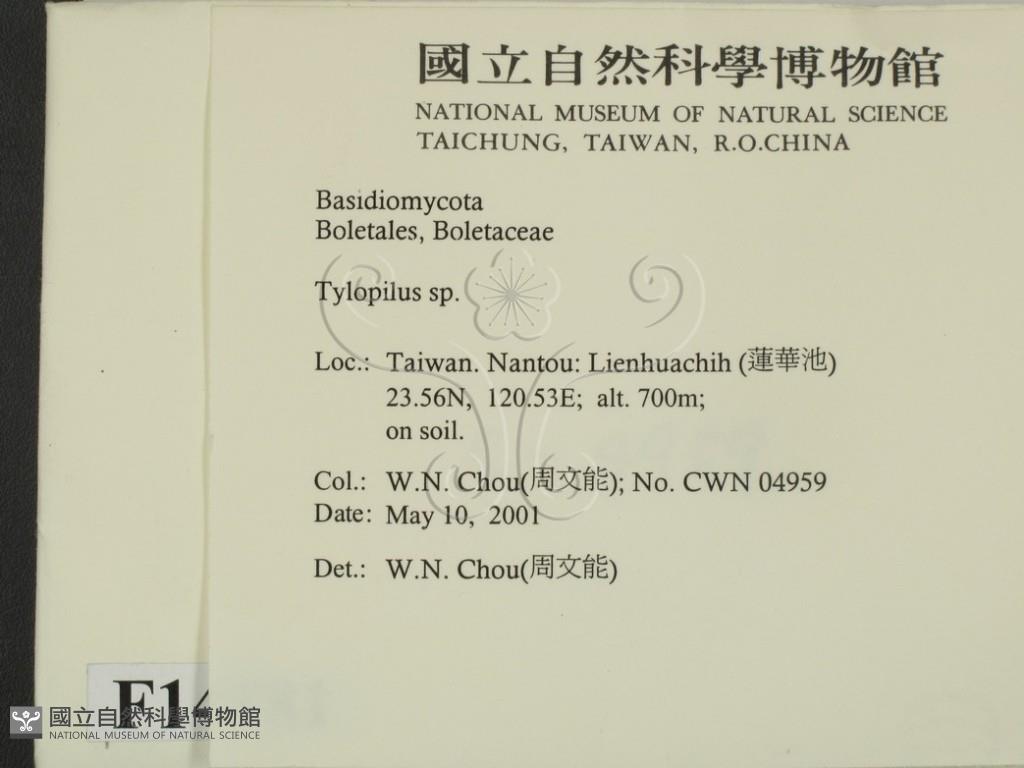 國立自然科學博物館
NATIONAL MUSEUM OF NATURAL SCIENCE
TAICHUNG, TAIWAN, R.O.CHINA
Basidiomycota
Boletales, Boletaceae
Tylopilus sp.
Loc.: Taiwan. Nantou: Lienhuachih (蓮華池)
23.56N, 120.53E; alt. 700m;
on soil.
Col.: W.N. Chou(周文能); No. CWN 04959
Date: May 10, 2001
Det.: W.N. Chou(周文能)
F14
國立自然科學博物館
NATIONAL MUSEUM OF NATURAL SCIENCE